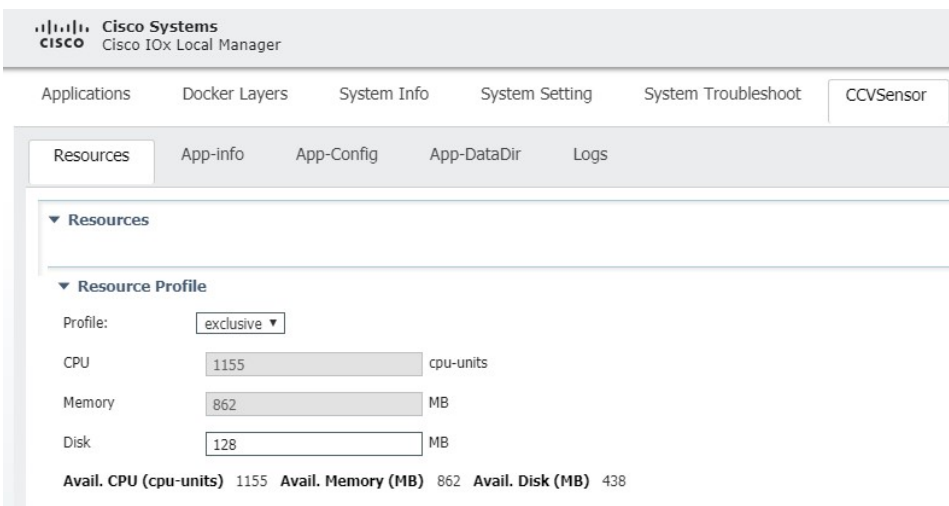 Cisco Systems
CISCO Cisco IOx Local Manager
Applications Docker Layers System Info System Setting System Troubleshoot CCVSensor
Resources App-info App-Config App-DataDir Logs
Resources
Resource Profile
Profile: exclusive
CPU 1155 cpu-units
Memory 862 MB
Disk 128 MB
Avail. CPU (cpu-units) 1155 Avail. Memory (MB) 862 Avail. Disk (MB) 438